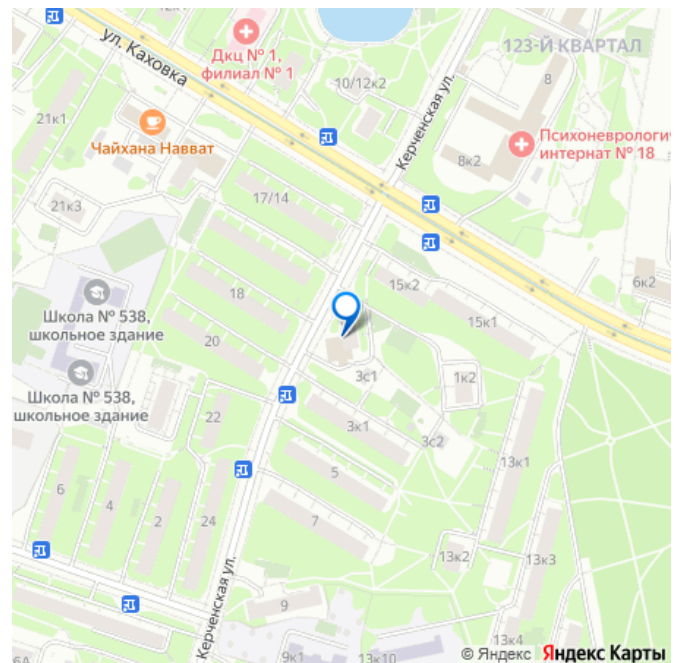 ул. Каховка
Дкц № 1,
филиал № 1
123-Й КВАРТАЛ
10/12к2
8
21к1
Чайхана Навват
Керченская ул.
Психоневрологич
интернат № 18
8к2
17/14
21к3
15к2
6к2
18
Школа № 538,
школьное здание
15к1
20
Школа № 538,
школьное здание
3с1
1к2
22
3к1
3с2
5
13к1
6
4
2
24
7
13к2
13к3
Керченская ул.
9
6А
9к1
13к10
13к4
© Яндекс Яндекс Карты